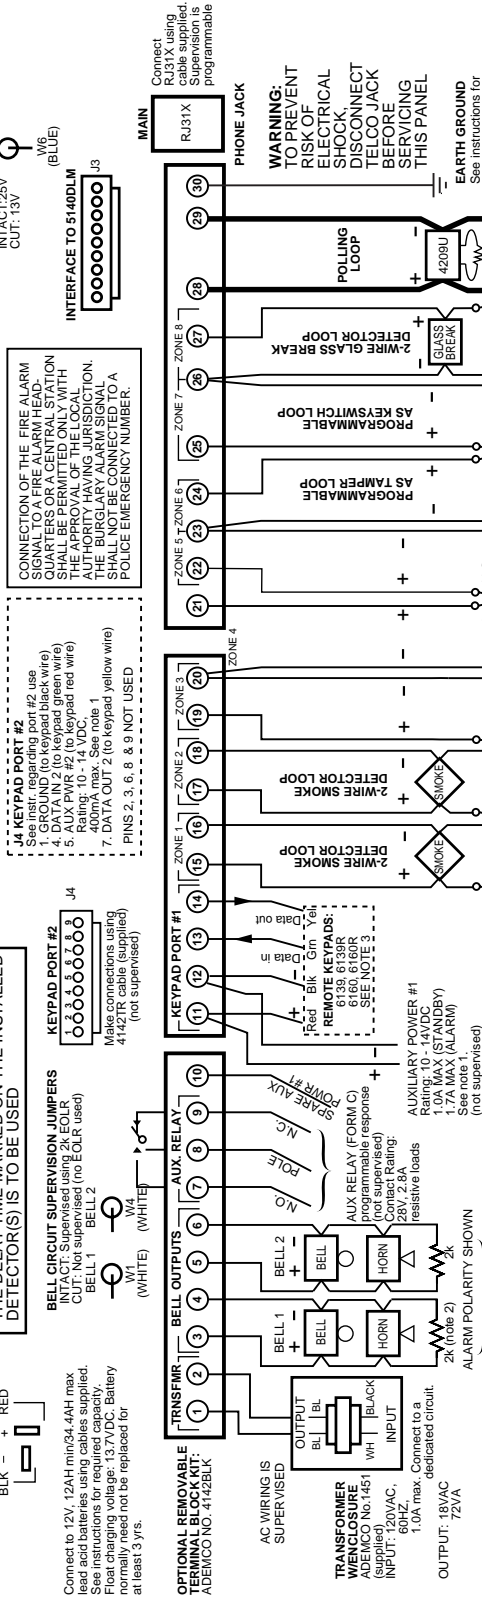 BLK – + RED
Connect to 12V, 12AH min/34.4AH max
lead acid batteries using cables supplied.
See instructions for required capacity.
Float charging voltage: 13.7VDC. Battery
normally need not be replaced for
at least 3 yrs.
DETECTOR(S) IS TO BE USED
BELL CIRCUIT SUPERVISION JUMPERS
INTACT: Supervised using 2k EOLR
CUT: Not supervised (no EOLR used)
BELL 1 BELL 2
W1
(WHITE)
W4
(WHITE)
KEYPAD PORT #2
J4
1 2 3 4 5 6 7 8 9
Make connections using
4142TR cable (supplied)
(not supervised)
J4 KEYPAD PORT #2
See instr. regarding port #2 use
1. GROUND (to keypad black wire)
4. DATA IN 2 (to keypad green wire)
5. AUX PWR #2 (to keypad red wire)
Rating: 10 - 14 VDC,
400mA max. See note 1
7. DATA OUT 2 (to keypad yellow wire)
PINS 2, 3, 6, 8 & 9 NOT USED
CONNECTION OF THE FIRE ALARM
SIGNAL TO A FIRE ALARM HEAD-
QUARTERS OR A CENTRAL STATION
SHALL BE PERMITTED ONLY WITH
THE APPROVAL OF THE LOCAL
AUTHORITY HAVING JURISDICTION.
THE BURGLARY ALARM SIGNAL
SHALL NOT BE CONNECTED TO A
POLICE EMERGENCY NUMBER.
INTERFACE TO 5140DLM
J3
CUT: 13V
W6
(BLUE)
MAIN
RJ31X
PHONE JACK
Connect
RJ31X using
cable supplied.
Supervision is
programmable
OPTIONAL REMOVABLE
TERMINAL BLOCK KIT:
ADEMCO NO. 4142BLK
TRNSFMR
BELL OUTPUTS
AUX. RELAY
1 2 3 4 5 6 7 8 9 10
KEYPAD PORT #1
ZONE 1
ZONE 2
ZONE 3
11 12 13 14 15 16 17 18 19 20
ZONE 4
ZONE 5
ZONE 6
ZONE 7
ZONE 8
21 22 23 24 25 26 27 28 29 30
AC WIRING IS
SUPERVISED
TRANSFORMER
W/ENCLOSURE
ADEMCO No.1451
(supplied)
INPUT: 120VAC,
60HZ,
1.0A max. Connect to a
dedicated circuit.
OUTPUT: 18VAC
72VA
OUTPUT
BL BL
WH BLACK
INPUT
BELL 1
+ –
BELL
HORN
2k (note 2)
BELL 2
+ –
BELL
HORN
2k
ALARM POLARITY SHOWN
N.O.
POLE
N.C.
SPARE AUX
POWR #1
AUX RELAY (FORM C)
programmable response
(not supervised)
Contact Rating:
28V, 2.8A
resistive loads
+ –
AUXILIARY POWER #1
Rating: 10 - 14VDC
1.0A MAX (STANDBY)
1.7A MAX (ALARM)
See note 1.
(not supervised)
+ –
Data in
Data out
Red Blk Grn Yel
REMOTE KEYPADS:
6139, 6139R
6160, 6160R
SEE NOTE 3
2-WIRE SMOKE
DETECTOR LOOP
+ –
SMOKE
2-WIRE SMOKE
DETECTOR LOOP
+ –
SMOKE
+ –
+ –
+ –
PROGRAMMABLE
AS TAMPER LOOP
– +
PROGRAMMABLE
AS KEYSWITCH LOOP
+ –
2-WIRE GLASS BREAK
DETECTOR LOOP
– +
GLASS
BREAK
POLLING
LOOP
+ –
4209U
WARNING:
TO PREVENT
RISK OF
ELECTRICAL
SHOCK,
DISCONNECT
TELCO JACK
BEFORE
SERVICING
THIS PANEL
EARTH GROUND
See instructions for